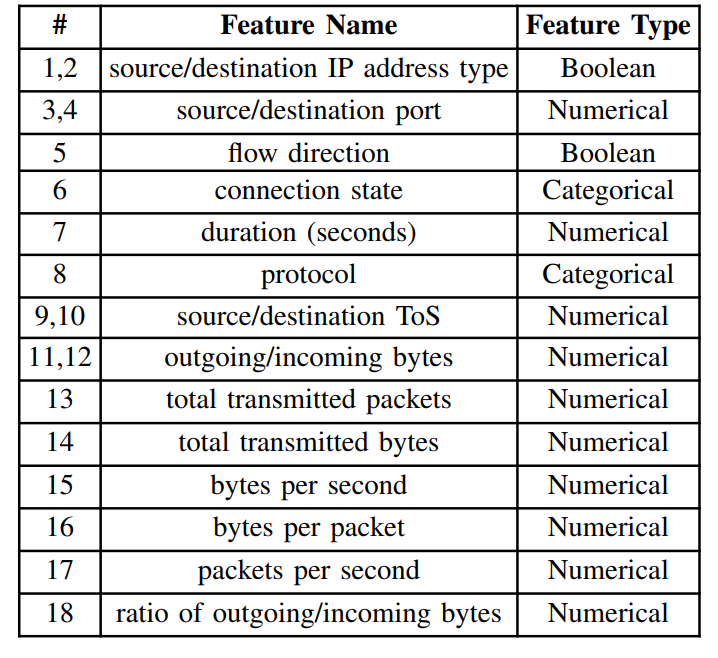 # Feature Name Feature Type
1,2 source/destination IP address type Boolean
3,4 source/destination port Numerical
5 flow direction Boolean
6 connection state Categorical
7 duration (seconds) Numerical
8 protocol Categorical
9,10 source/destination ToS Numerical
11,12 outgoing/incoming bytes Numerical
13 total transmitted packets Numerical
14 total transmitted bytes Numerical
15 bytes per second Numerical
16 bytes per packet Numerical
17 packets per second Numerical
18 ratio of outgoing/incoming bytes Numerical